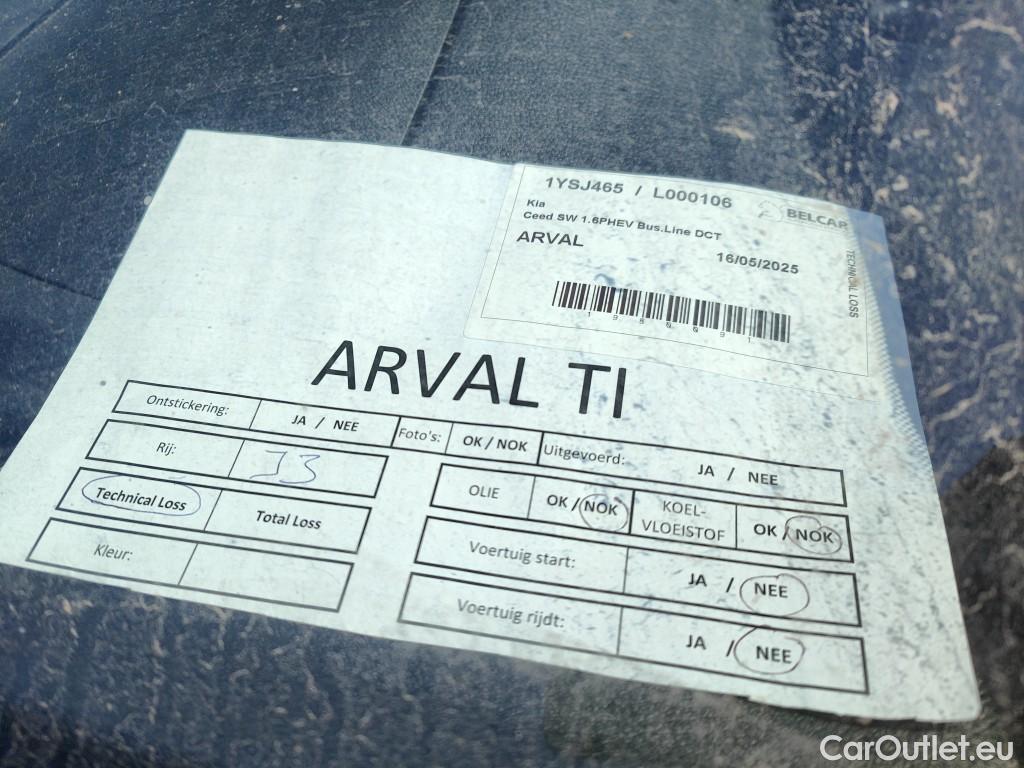 1YSJ465 / L000106
BELCAR
Kia
Ceed SW 1.6PHEV Bus.Line DCT
ARVAL
16/05/2025
TECHNICAL LOSS
ARVAL TI
Ontstickering: JA / NEE Foto's: OK / NOK Uitgevoerd: JA / NEE
Rij: J3
OLIE OK / NOK KOEL-
VLOEISTOF OK / NOK
Technical Loss Total Loss
Voertuig start: JA / NEE
Kleur:
Voertuig rijdt: JA / NEE
CarOutlet.eu